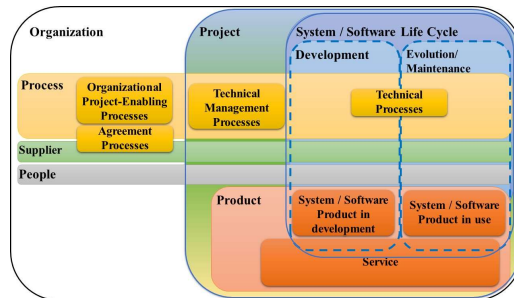 Organization
Project
System / Software Life Cycle
Development
Evolution/
Maintenance
Process
Organizational
Project-Enabling
Processes
Agreement
Processes
Technical
Management
Processes
Technical
Processes
Supplier
People
Product
System / Software
Product in
development
System / Software
Product in use
Service